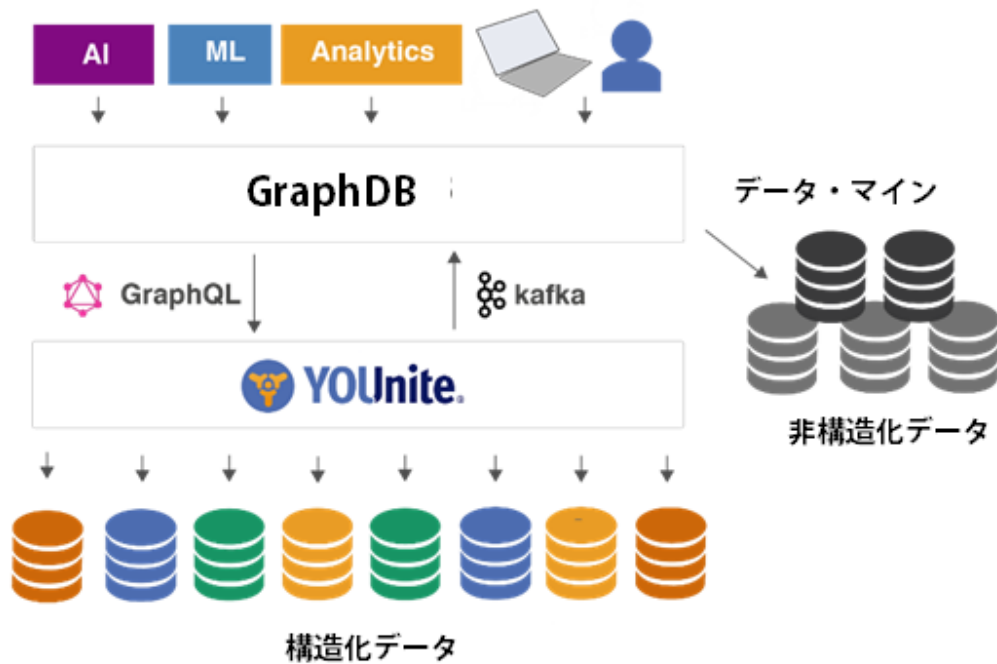 AI
ML
Analytics
GraphDB
データ・マイン
GraphQL
kafka
YOUnite®
非構造化データ
構造化データ